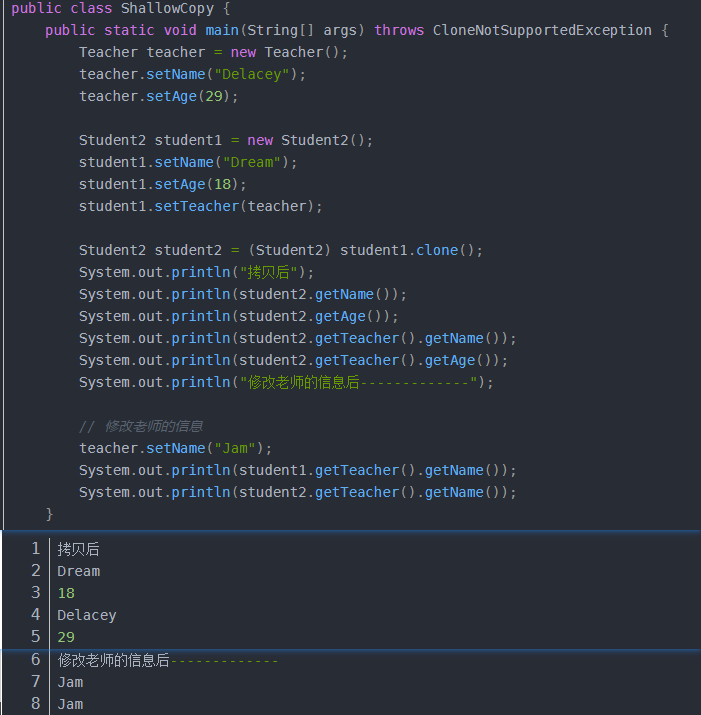 public class ShallowCopy {
    public static void main(String[] args) throws CloneNotSupportedException {
        Teacher teacher = new Teacher();
        teacher.setName("Delacey");
        teacher.setAge(29);

        Student2 student1 = new Student2();
        student1.setName("Dream");
        student1.setAge(18);
        student1.setTeacher(teacher);

        Student2 student2 = (Student2) student1.clone();
        System.out.println("拷贝后");
        System.out.println(student2.getName());
        System.out.println(student2.getAge());
        System.out.println(student2.getTeacher().getName());
        System.out.println(student2.getTeacher().getAge());
        System.out.println("修改老师的信息后-------------");

        // 修改老师的信息
        teacher.setName("Jam");
        System.out.println(student1.getTeacher().getName());
        System.out.println(student2.getTeacher().getName());
    }
1 拷贝后
2 Dream
3 18
4 Delacey
5 29
6 修改老师的信息后-------------
7 Jam
8 Jam